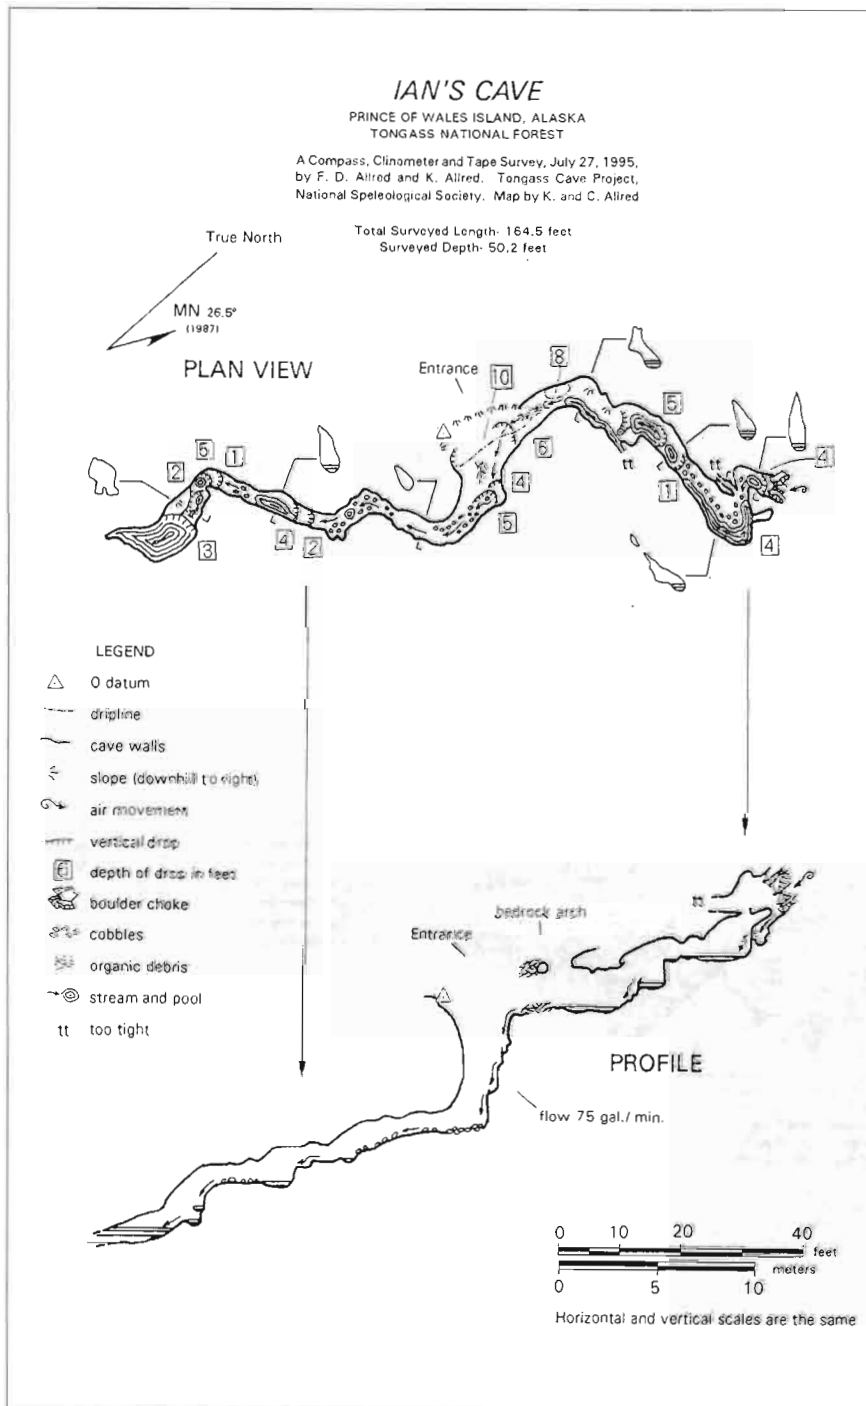 IAN'S CAVE
PRINCE OF WALES ISLAND, ALASKA
TONGASS NATIONAL FOREST
A Compass, Clinometer and Tape Survey, July 27, 1995,
by F. D. Allred and K. Allred. Tongass Cave Project,
National Speleological Society. Map by K. and C. Allred
Total Surveyed Length- 164.5 feet
Surveyed Depth- 50.2 feet
True North
MN 26.5°
(1987)
PLAN VIEW
Entrance
10
8
5
6
4
2
5
1
4
5
1
tt
tt
3
4
2
4
LEGEND
0 datum
dripline
cave walls
slope (downhill to right)
air movement
vertical drop
depth of drop in feet
boulder choke
cobbles
organic debris
stream and pool
tt too tight
tt
bedrock arch
Entrance
PROFILE
flow 75 gal./ min.
0 10 20 40
feet
meters
0 5 10
Horizontal and vertical scales are the same